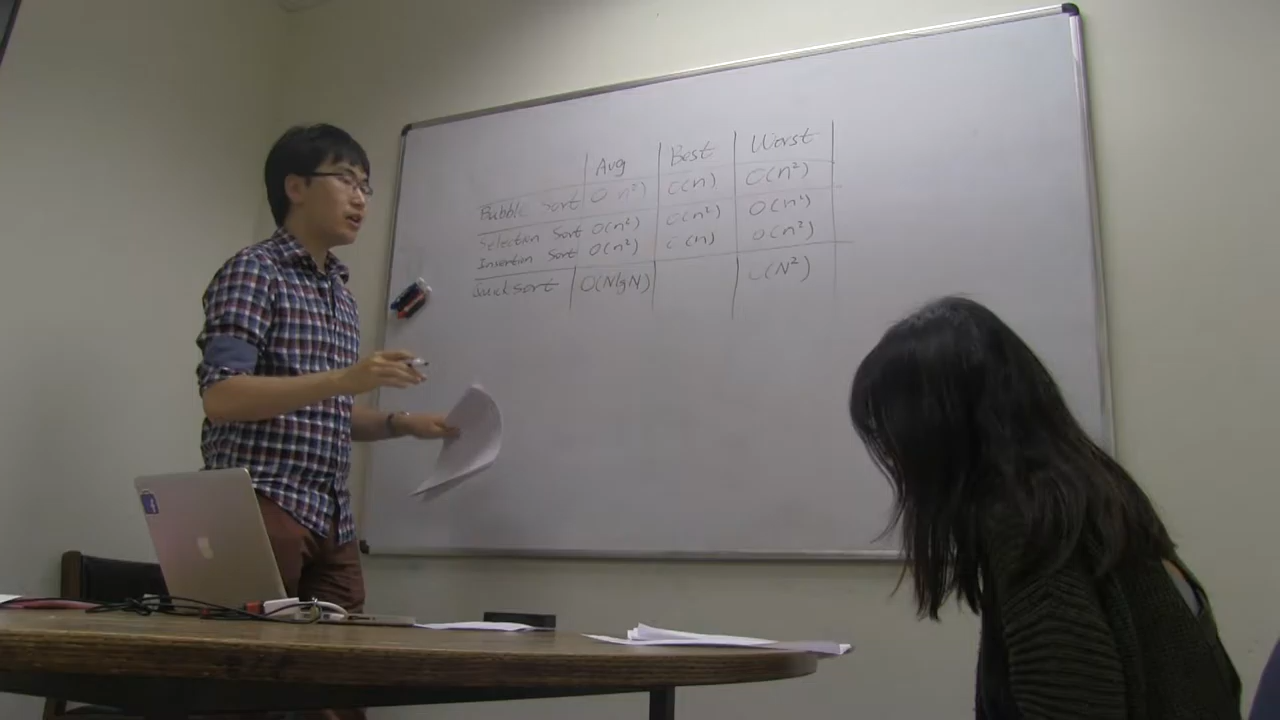 Avg Best Worst
Bubble Sort O(n²) O(n) O(n²)
Selection Sort O(n²) O(n²) O(n²)
Insertion Sort O(n²) O(n) O(n²)
Quicksort O(NlgN) O(N²)